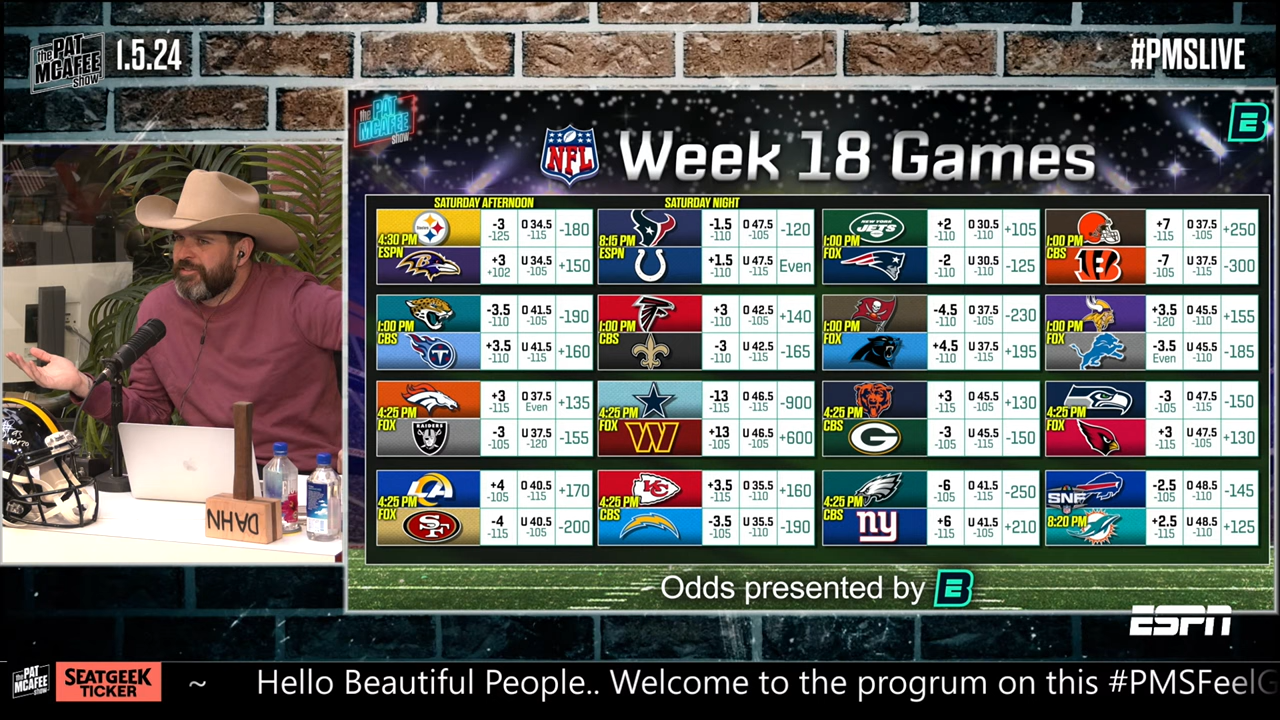 the PAT MCAFEE show
1.5.24
#PMSLIVE
the PAT MCAFEE show
NFL Week 18 Games
E
SATURDAY AFTERNOON
SATURDAY NIGHT
4:30 PM ESPN
Steelers -3 -125 O 34.5 -115 -180
+3 +102 U 34.5 -105 +150
8:15 PM ESPN
-1.5 -110 O 47.5 -105 -120
+1.5 -110 U 47.5 -115 Even
1:00 PM FOX
NEW YORK JETS +2 -110 O 30.5 -110 +105
-2 -110 U 30.5 -110 -125
1:00 PM CBS
+7 -115 O 37.5 -105 +250
-7 -105 U 37.5 -115 -300
1:00 PM CBS
-3.5 -110 O 41.5 -105 -190
+3.5 -110 U 41.5 -115 +160
1:00 PM CBS
+3 -110 O 42.5 -105 +140
-3 -110 U 42.5 -115 -165
1:00 PM FOX
-4.5 -110 O 37.5 -105 -230
+4.5 -110 U 37.5 -115 +195
1:00 PM FOX
+3.5 -120 O 45.5 -110 +155
-3.5 Even U 45.5 -110 -185
4:25 PM FOX
+3 -115 O 37.5 Even +135
RAIDERS -3 -105 U 37.5 -120 -155
4:25 PM FOX
-13 -115 O 46.5 -115 -900
W +13 -105 U 46.5 -105 +600
4:25 PM CBS
+3 -115 O 45.5 -105 +130
G -3 -105 U 45.5 -115 -150
4:25 PM FOX
-3 -105 O 47.5 -115 -150
+3 -115 U 47.5 -105 +130
4:25 PM FOX
LA +4 -105 O 40.5 -115 +170
SF -4 -115 U 40.5 -105 -200
4:25 PM CBS
KC +3.5 -115 O 35.5 -110 +160
-3.5 -105 U 35.5 -110 -190
4:25 PM CBS
-6 -105 O 41.5 -115 -250
ny +6 -115 U 41.5 -105 +210
SNF 8:20 PM
-2.5 -105 O 48.5 -110 -145
+2.5 -115 U 48.5 -110 +125
Odds presented by E
DAHN
ESPN
the PAT MCAFEE show
SEATGEEK TICKER
~ Hello Beautiful People.. Welcome to the progrum on this #PMSFeelG